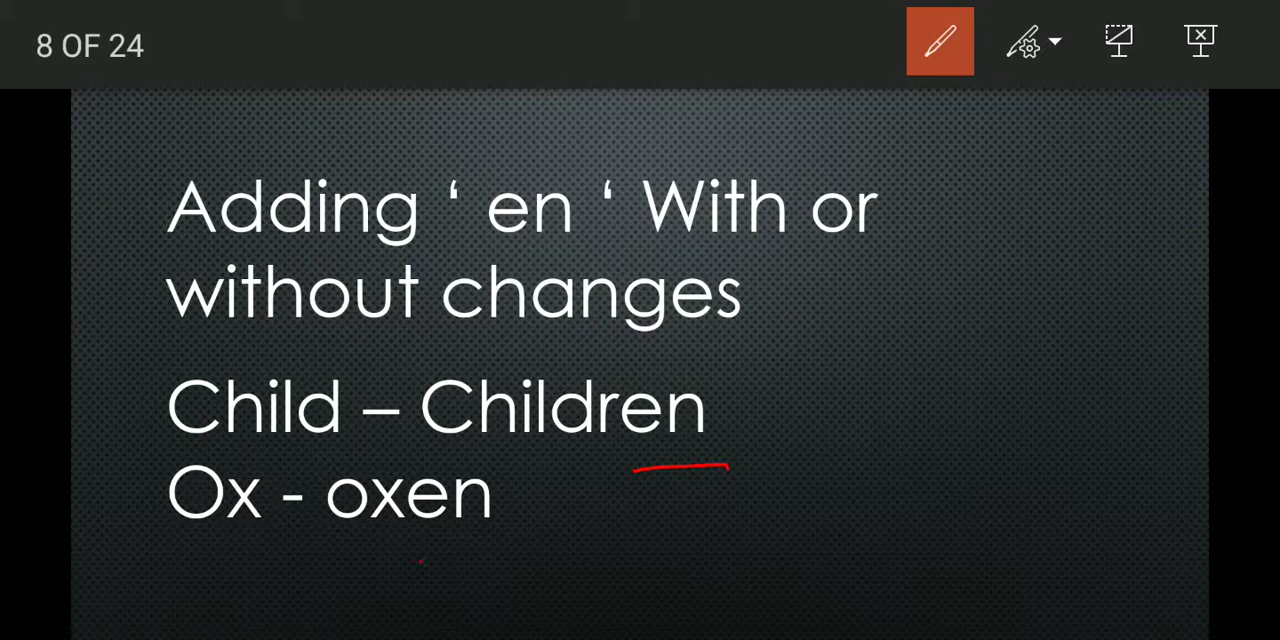 8 OF 24
Adding ‘ en ‘ With or
without changes
Child – Children
Ox - oxen